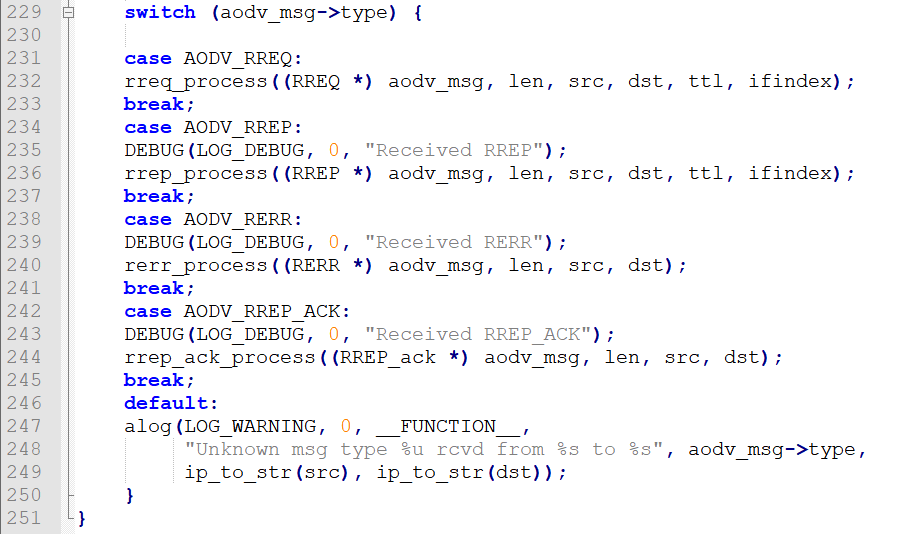 229 switch (aodv_msg->type) {
230
231 case AODV_RREQ:
232 rreq_process((RREQ *) aodv_msg, len, src, dst, ttl, ifindex);
233 break;
234 case AODV_RREP:
235 DEBUG(LOG_DEBUG, 0, "Received RREP");
236 rrep_process((RREP *) aodv_msg, len, src, dst, ttl, ifindex);
237 break;
238 case AODV_RERR:
239 DEBUG(LOG_DEBUG, 0, "Received RERR");
240 rerr_process((RERR *) aodv_msg, len, src, dst);
241 break;
242 case AODV_RREP_ACK:
243 DEBUG(LOG_DEBUG, 0, "Received RREP_ACK");
244 rrep_ack_process((RREP_ack *) aodv_msg, len, src, dst);
245 break;
246 default:
247 alog(LOG_WARNING, 0, __FUNCTION__,
248 "Unknown msg type %u rcvd from %s to %s", aodv_msg->type,
249 ip_to_str(src), ip_to_str(dst));
250 }
251 }